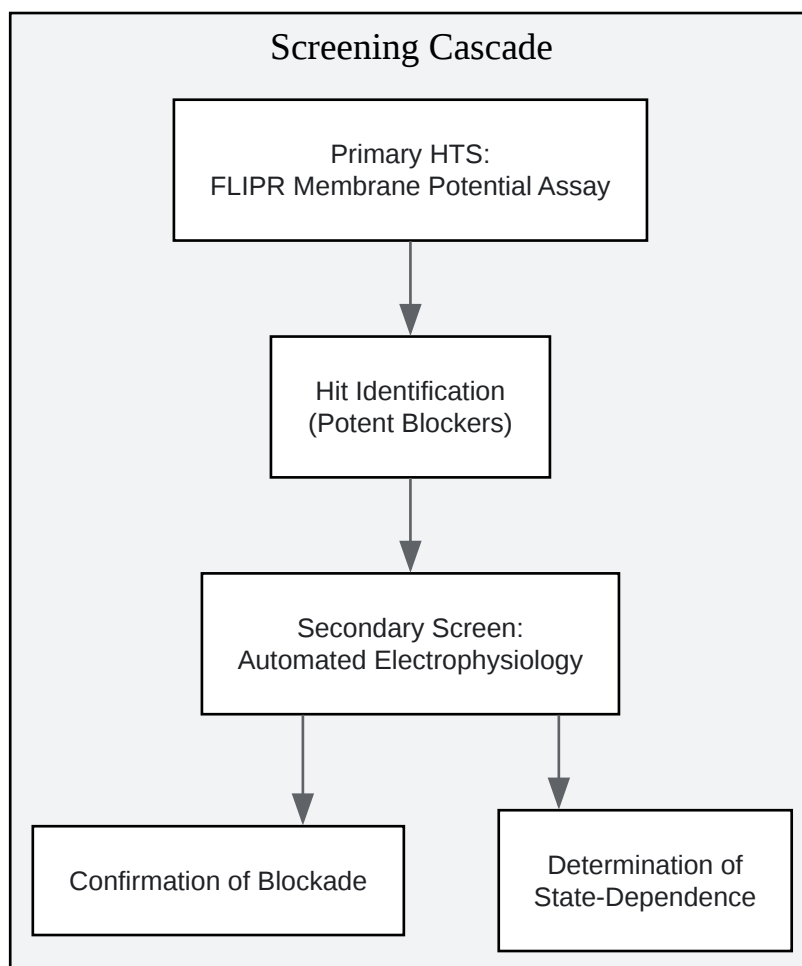 Screening Cascade
Primary HTS:
FLIPR Membrane Potential Assay
Hit Identification
(Potent Blockers)
Secondary Screen:
Automated Electrophysiology
Confirmation of Blockade
Determination of
State-Dependence